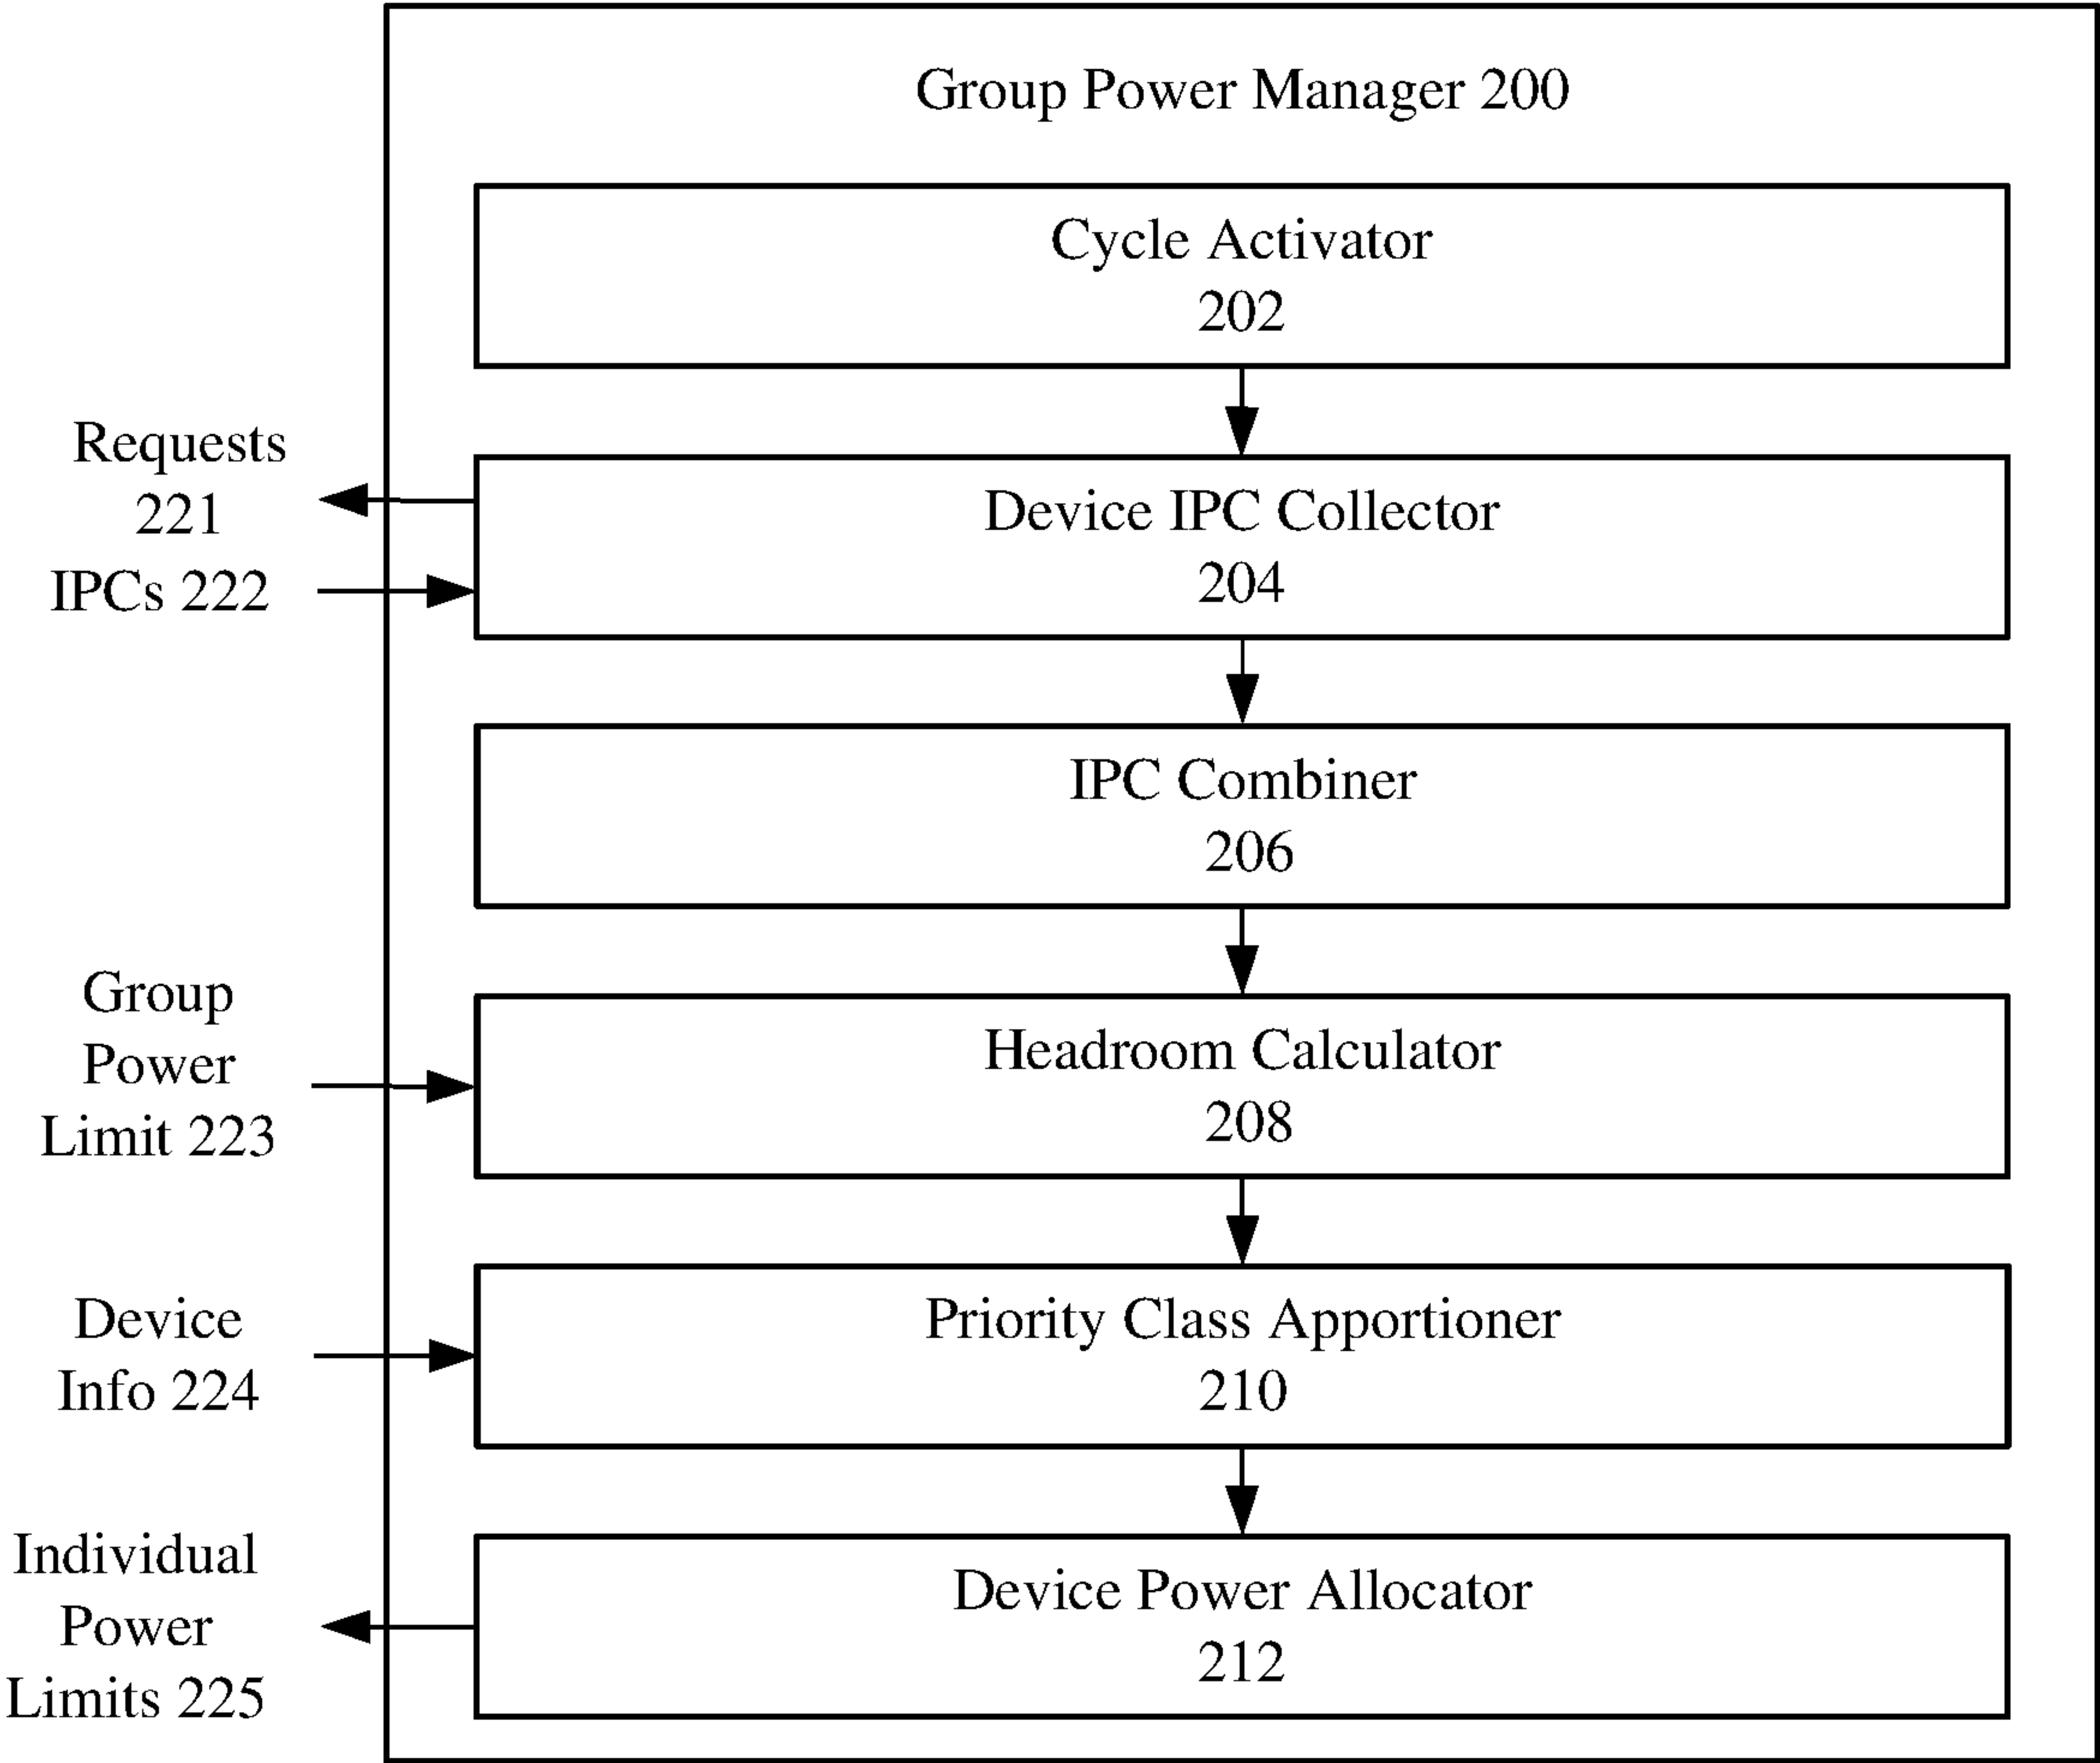 Group Power Manager 200
Cycle Activator
202
Requests
221
IPCs 222
Device IPC Collector
204
IPC Combiner
206
Group
Power
Limit 223
Headroom Calculator
208
Device
Info 224
Priority Class Apportioner
210
Individual
Power
Limits 225
Device Power Allocator
212